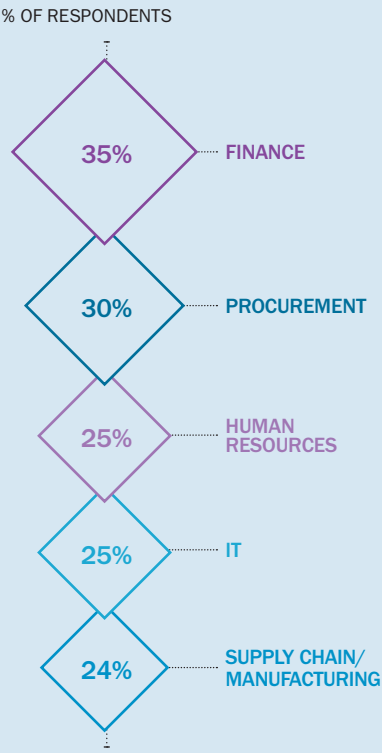 % OF RESPONDENTS
35%
FINANCE
30%
PROCUREMENT
25%
HUMAN
RESOURCES
25%
IT
24%
SUPPLY CHAIN/
MANUFACTURING